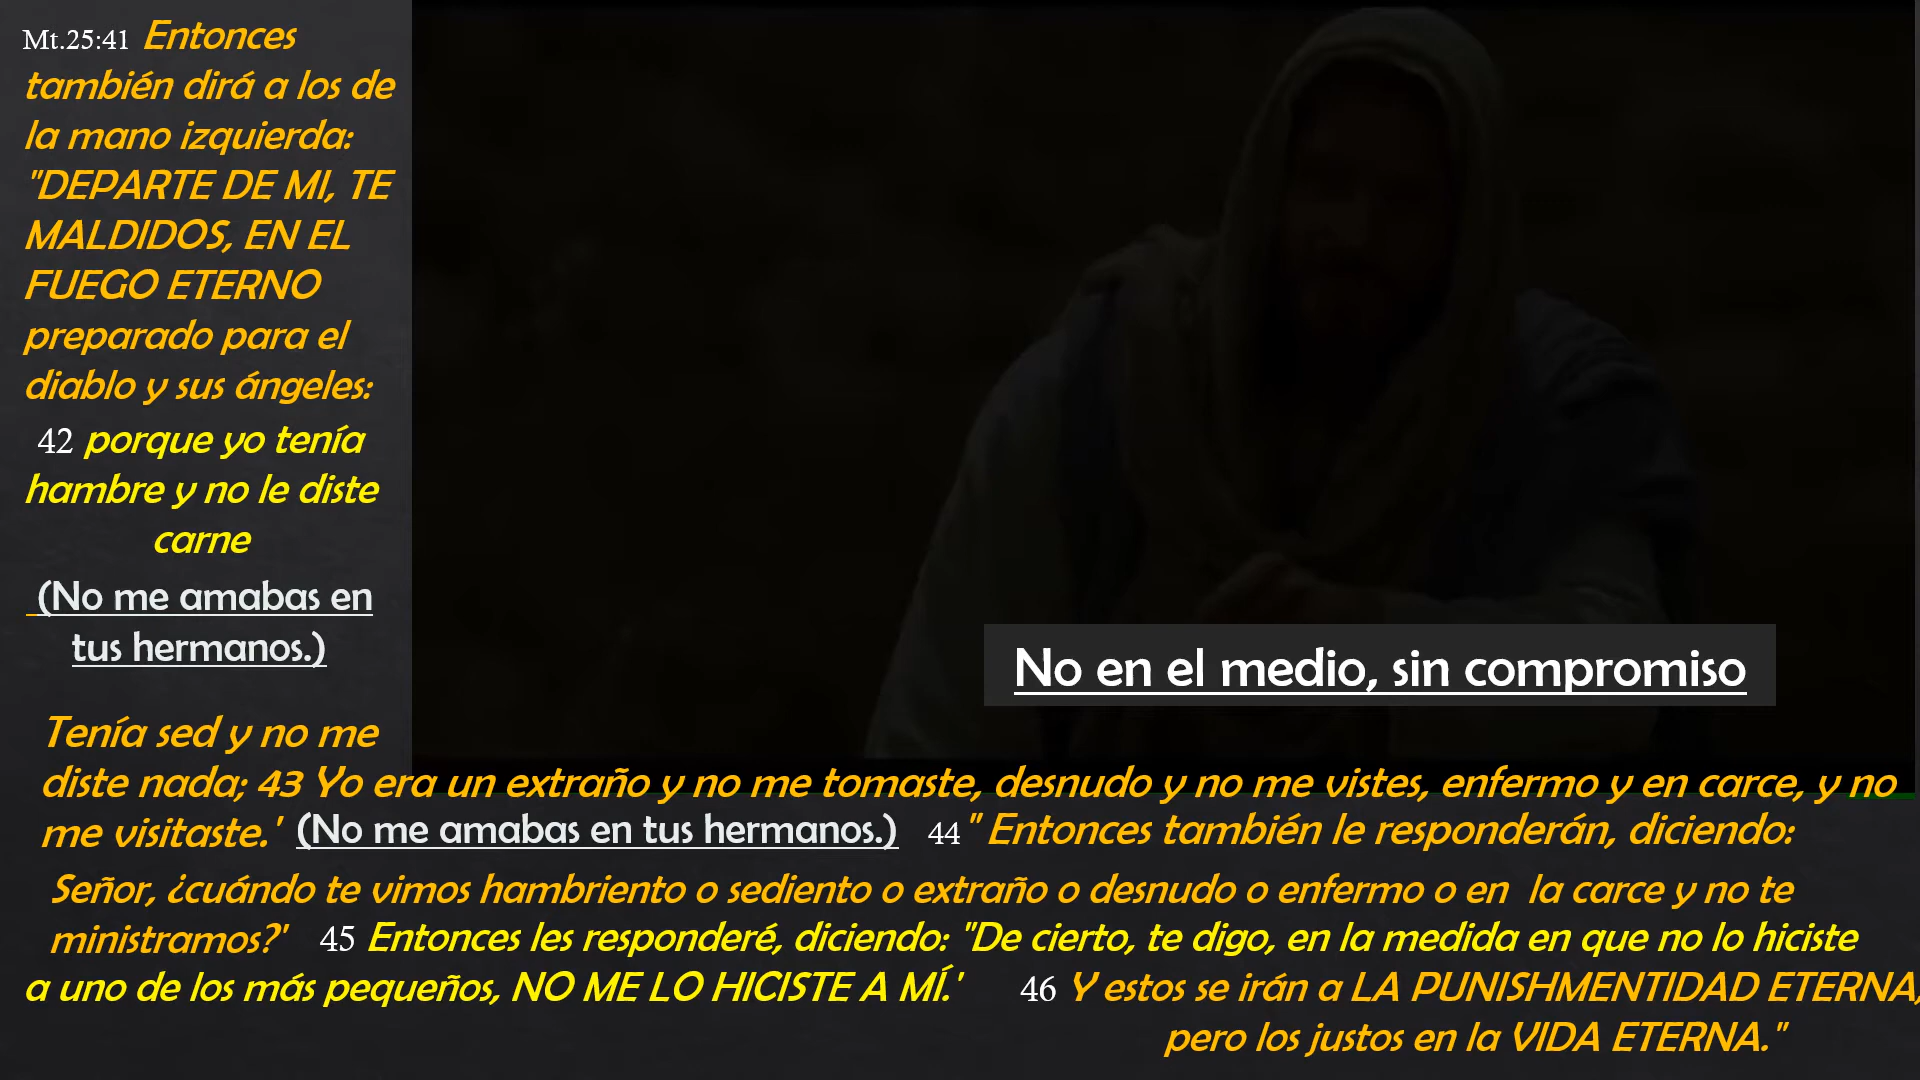 Mt.25:41 Entonces
también dirá a los de
la mano izquierda:
"DEPARTE DE MI, TE
MALDIDOS, EN EL
FUEGO ETERNO
preparado para el
diablo y sus ángeles:
42 porque yo tenía
hambre y no le diste
carne
(No me amabas en
tus hermanos.)
No en el medio, sin compromiso
Tenía sed y no me
diste nada; 43 Yo era un extraño y no me tomaste, desnudo y no me vistes, enfermo y en carce, y no
me visitaste.' (No me amabas en tus hermanos.) 44 " Entonces también le responderán, diciendo:
Señor, ¿cuándo te vimos hambriento o sediento o extraño o desnudo o enfermo o en la carce y no te
ministramos?' 45 Entonces les responderé, diciendo: "De cierto, te digo, en la medida en que no lo hiciste
a uno de los más pequeños, NO ME LO HICISTE A MÍ.' 46 Y estos se irán a LA PUNISHMENTIDAD ETERNA,
pero los justos en la VIDA ETERNA."